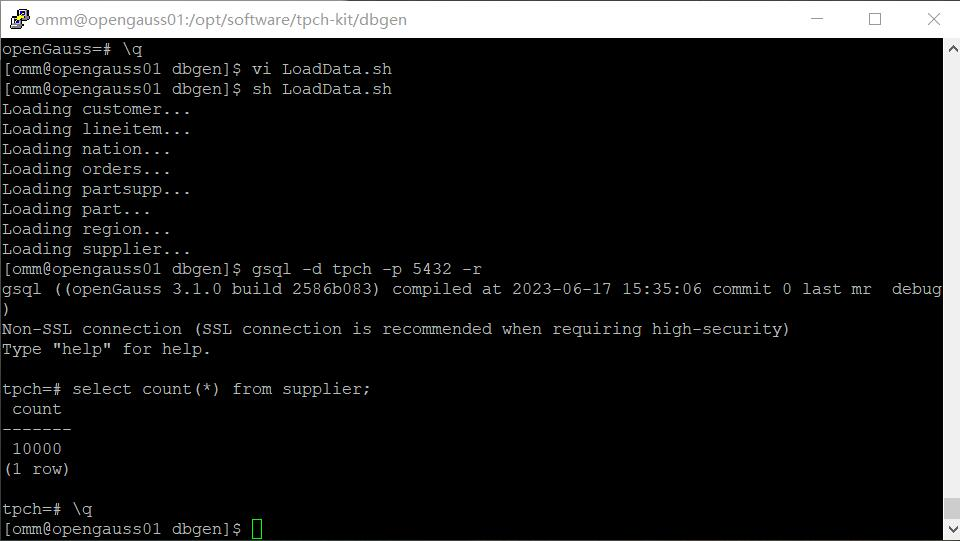 omm@opengauss01:/opt/software/tpch-kit/dbgen
openGauss=# \q
[omm@opengauss01 dbgen]$ vi LoadData.sh
[omm@opengauss01 dbgen]$ sh LoadData.sh
Loading customer...
Loading lineitem...
Loading nation...
Loading orders...
Loading partsupp...
Loading part...
Loading region...
Loading supplier...
[omm@opengauss01 dbgen]$ gsql -d tpch -p 5432 -r
gsql ((openGauss 3.1.0 build 2586b083) compiled at 2023-06-17 15:35:06 commit 0 last mr  debug
)
Non-SSL connection (SSL connection is recommended when requiring high-security)
Type "help" for help.
tpch=# select count(*) from supplier;
 count
-------
 10000
(1 row)
tpch=# \q
[omm@opengauss01 dbgen]$